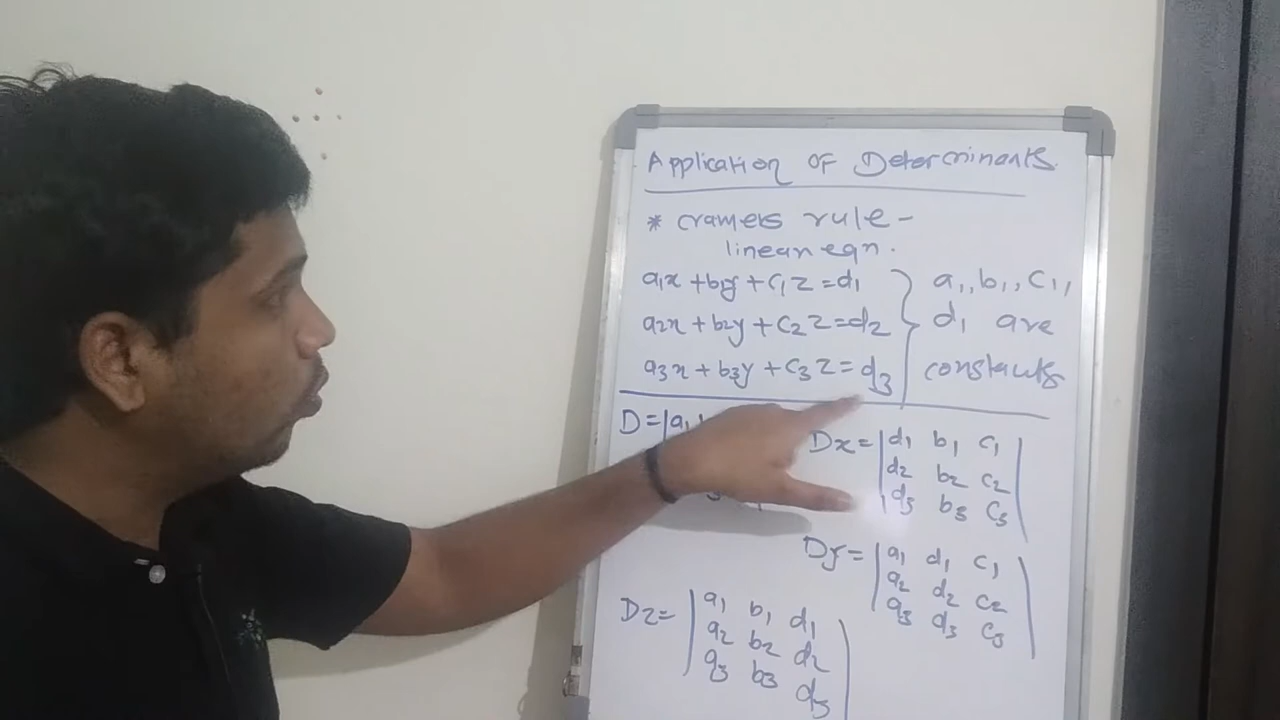 Application OF Determinants.
* cramers rule -
linear eqn.
a1x + b1y + c1z = d1
a2x + b2y + c2z = d2
a3x + b3y + c3z = d3
a1, b1, c1,
d1 are
constants
D = | a1
Dx = | d1 b1 c1 |
d2 b2 c2
d3 b3 c3
Dy = | a1 d1 c1 |
a2 d2 c2
a3 d3 c3
Dz = | a1 b1 d1 |
a2 b2 d2
a3 b3 d3